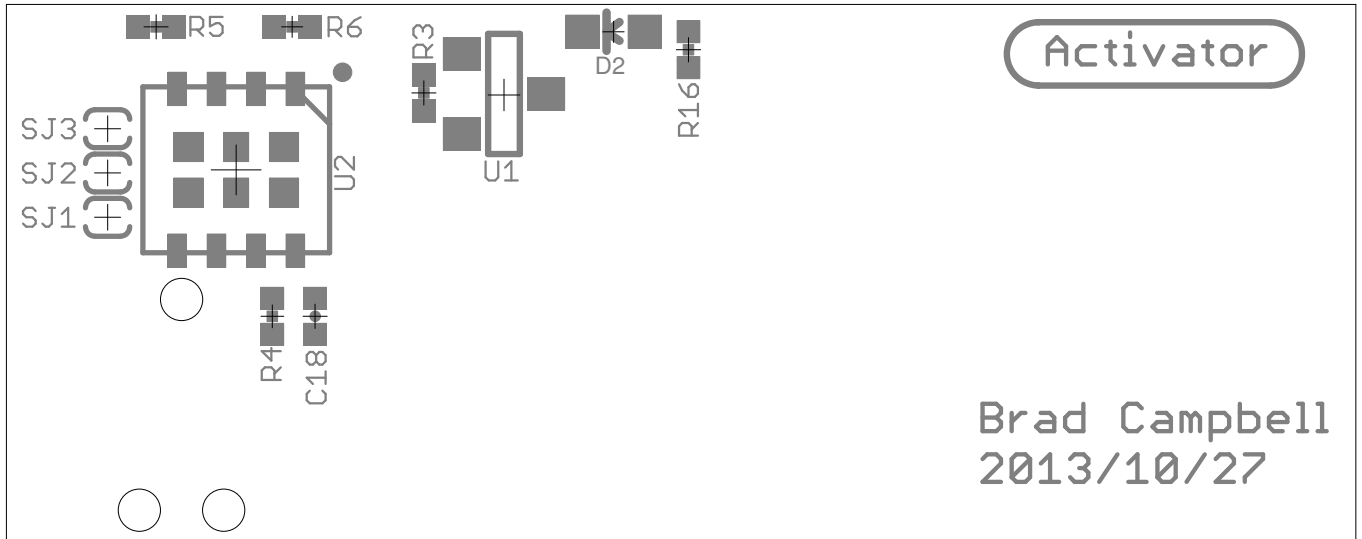 R5
R6
R3
D2
R16
Activator
SJ3
SJ2
SJ1
U2
U1
R4
C18
Brad Campbell
2013/10/27